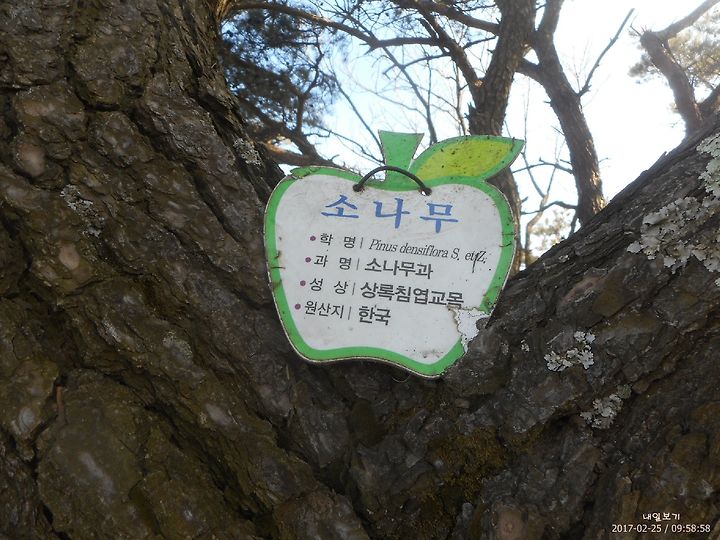 소나무
• 학 명 | Pinus densiflora S. et Z.
• 과 명 | 소나무과
• 성 상 | 상록침엽교목
• 원산지 | 한국
내일보기
2017-02-25 / 09:58:58